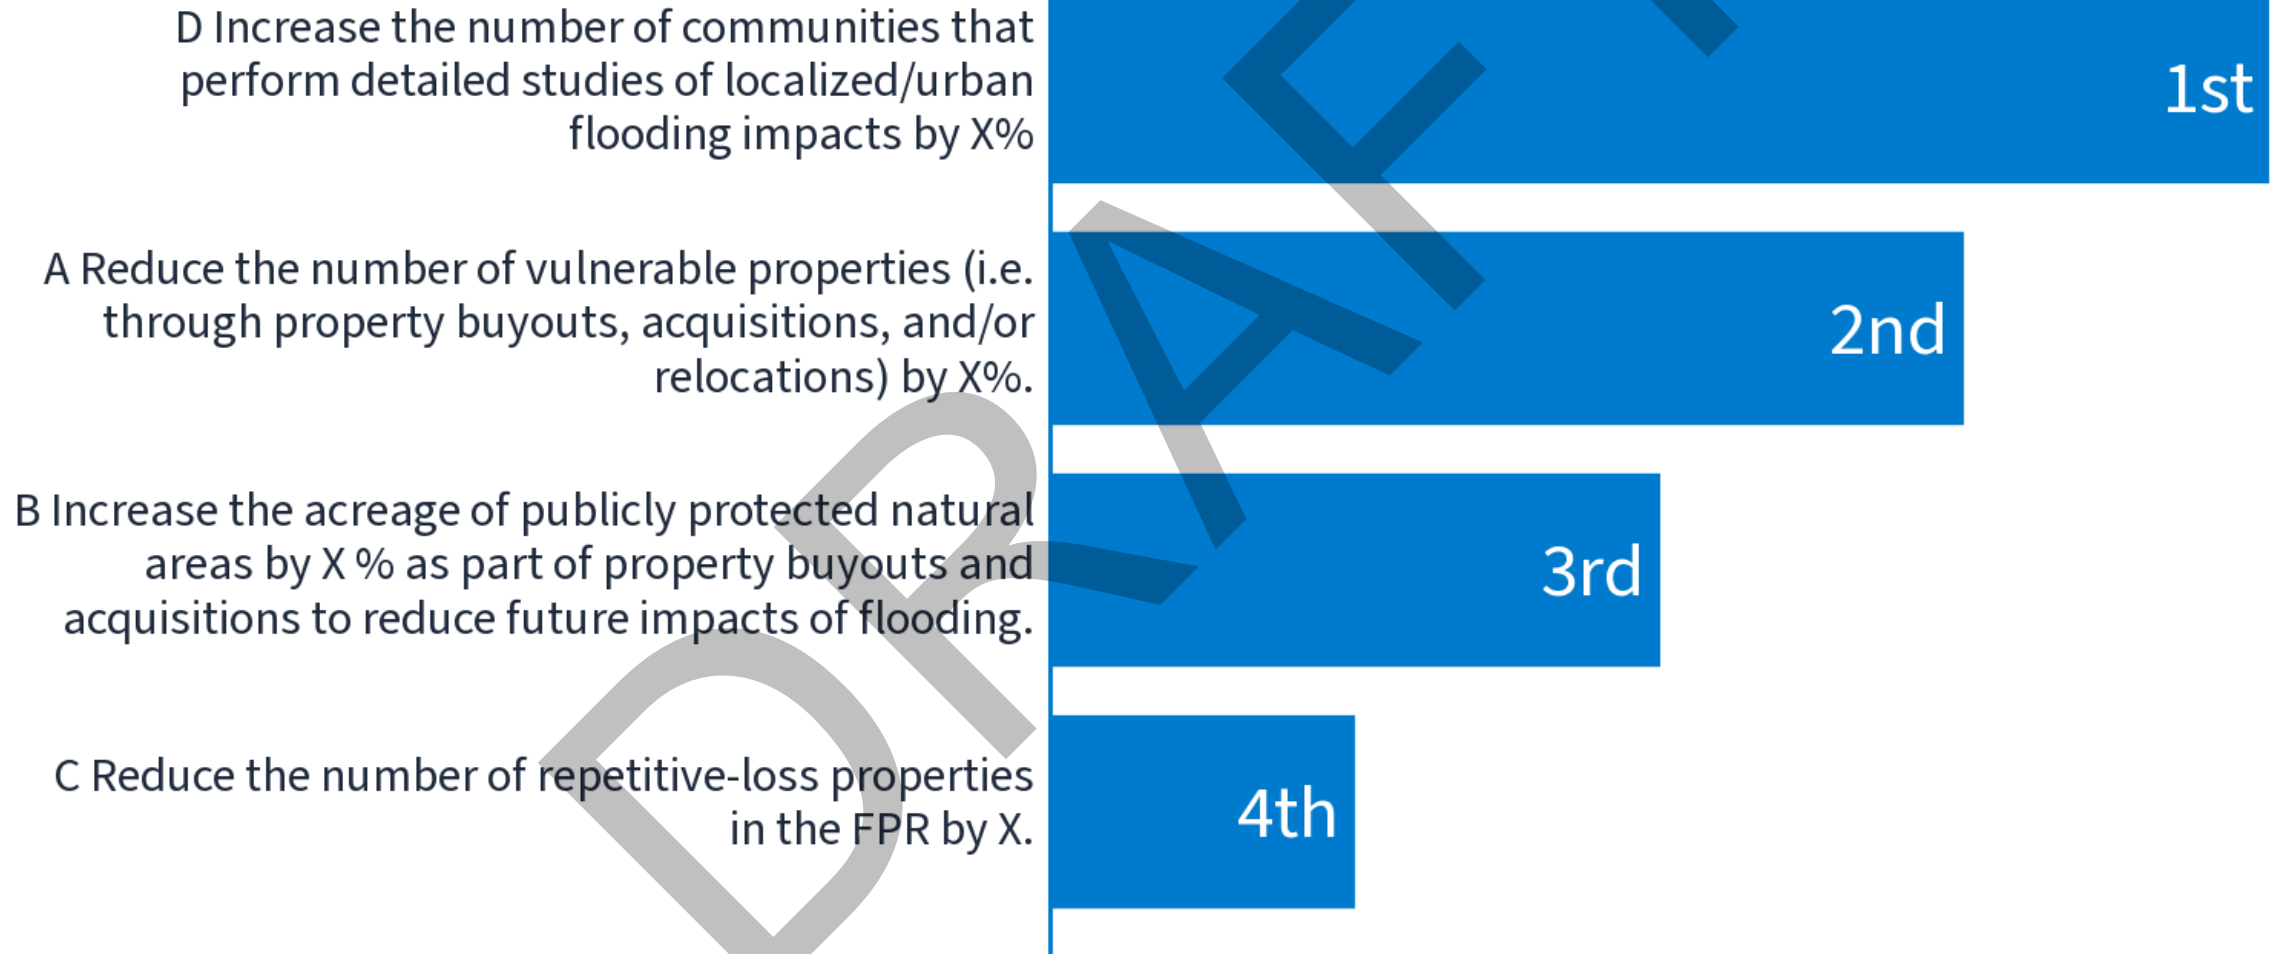 D Increase the number of communities that
perform detailed studies of localized/urban
flooding impacts by X%
1st
A Reduce the number of vulnerable properties (i.e.
through property buyouts, acquisitions, and/or
relocations) by X%.
2nd
B Increase the acreage of publicly protected natural
areas by X % as part of property buyouts and
acquisitions to reduce future impacts of flooding.
3rd
C Reduce the number of repetitive-loss properties
in the FPR by X.
4th
DRAFT